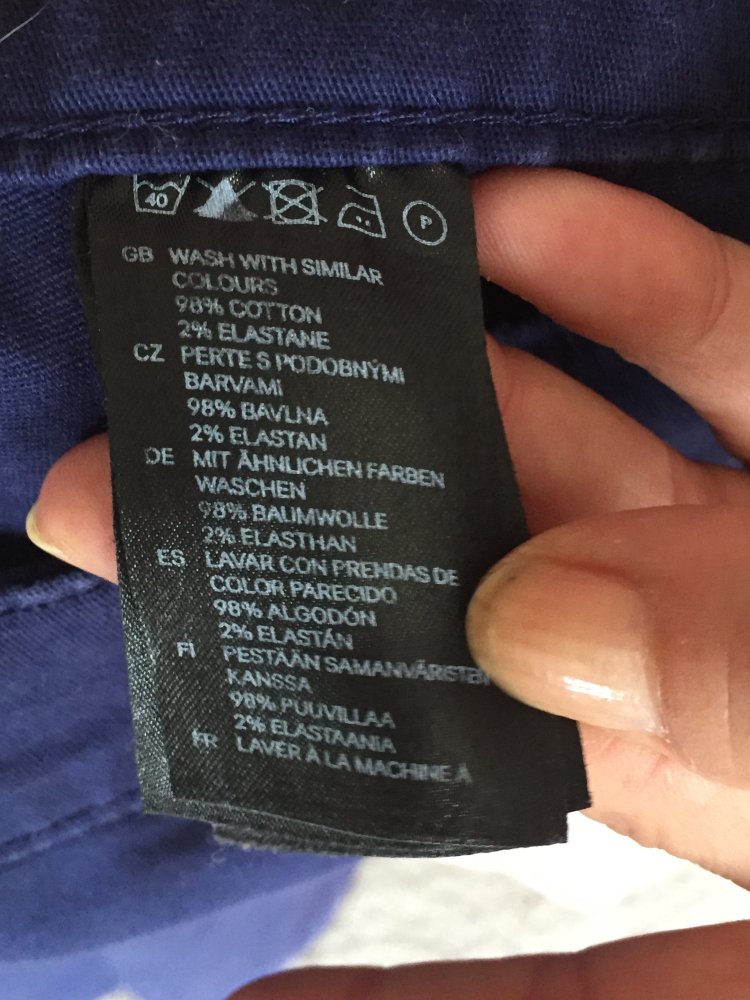 40 P
GB WASH WITH SIMILAR
COLOURS
98% COTTON
2% ELASTANE
CZ PERTE S PODOBNÝMI
BARVAMI
98% BAVLNA
2% ELASTAN
DE MIT ÄHNLICHEN FARBEN
WASCHEN
98% BAUMWOLLE
2% ELASTHAN
ES LAVAR CON PRENDAS DE
COLOR PARECIDO
98% ALGODÓN
2% ELASTÁN
FI PESTÄÄN SAMANVÄRISTEN
KANSSA
98% PUUVILLAA
2% ELASTAANIA
FR LAVER À LA MACHINE À